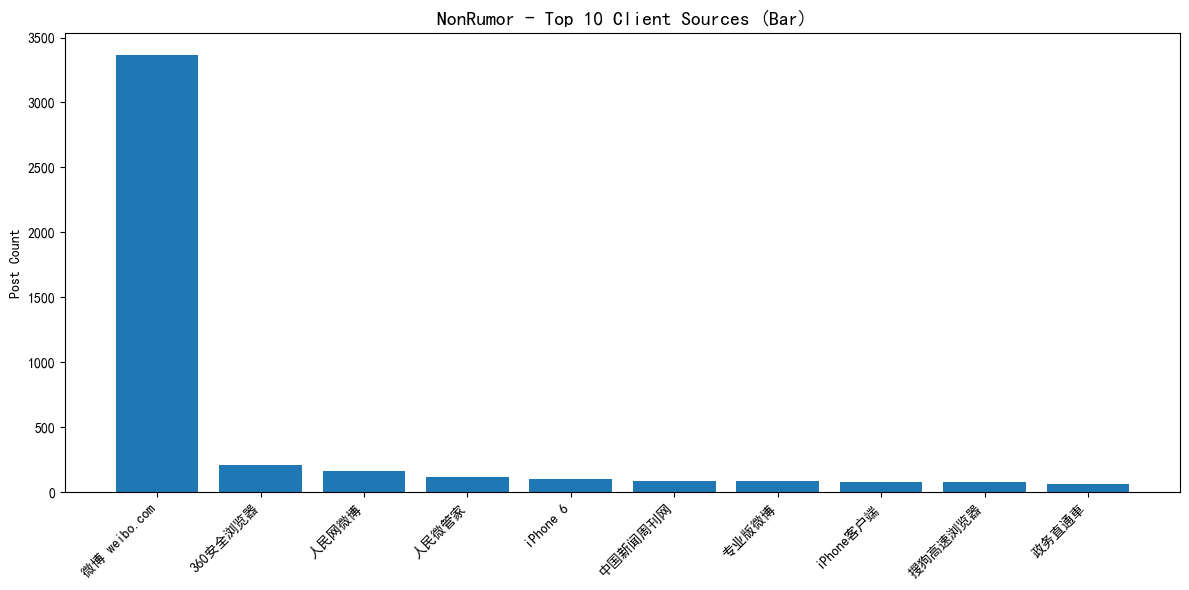 NonRumor - Top 10 Client Sources (Bar)
3500
3000
2500
2000
1500
1000
500
0
Post Count
微博 weibo.com
360安全浏览器
人民网微博
人民微管家
iPhone 6
中国新闻周刊网
专业版微博
iPhone客户端
搜狗高速浏览器
政务直通車